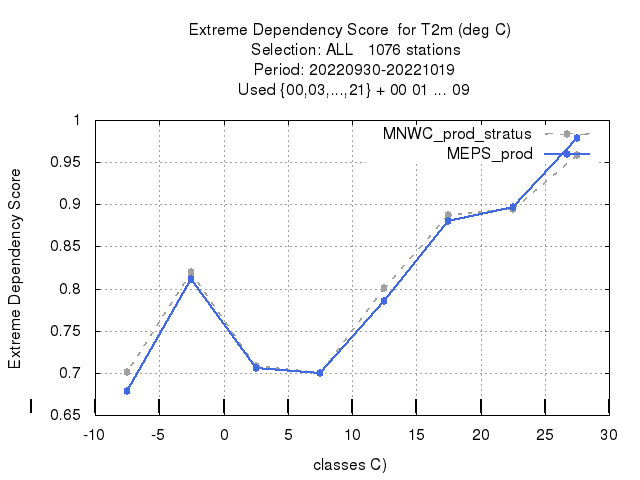 Extreme Dependency Score for T2m (deg C)
Selection: ALL 1076 stations
Period: 20220930-20221019
Used {00,03,...,21} + 00 01 ... 09
MNWC_prod_stratus
MEPS_prod
Extreme Dependency Score
1
0.95
0.9
0.85
0.8
0.75
0.7
0.65
-10 -5 0 5 10 15 20 25 30
classes C)